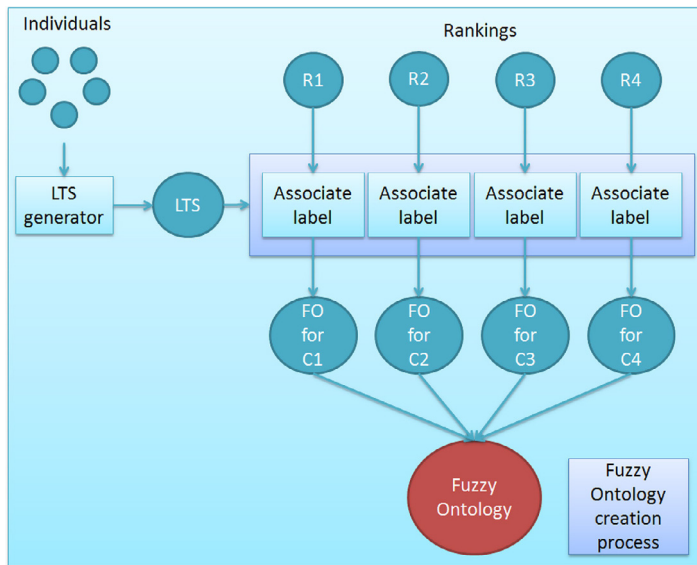 Individuals
Rankings
R1
R2
R3
R4
LTS
generator
LTS
Associate
label
Associate
label
Associate
label
Associate
label
FO
for
C1
FO
for
C2
FO
for
C3
FO
for
C4
Fuzzy
Ontology
Fuzzy
Ontology
creation
process